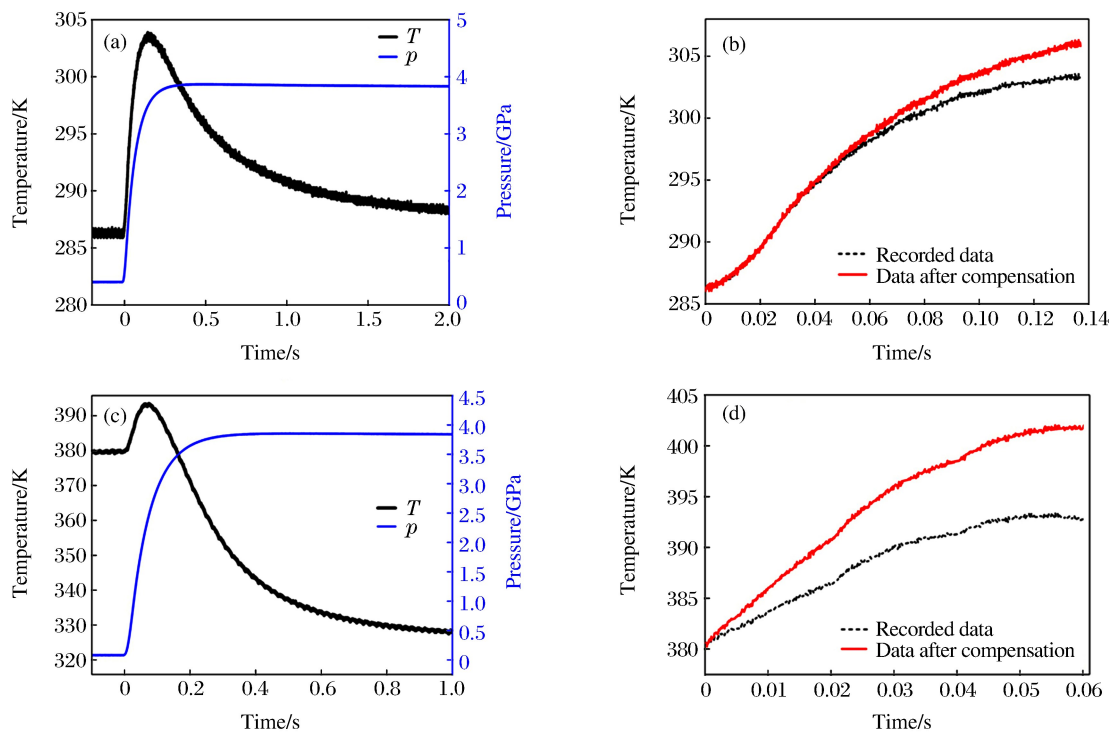 (a)
T
p
305
300
295
290
285
280
5
4
3
2
1
0
0 0.5 1.0 1.5 2.0
Temperature/K
Pressure/GPa
Time/s
(b)
305
300
295
290
285
0 0.02 0.04 0.06 0.08 0.10 0.12 0.14
Temperature/K
Recorded data
Data after compensation
Time/s
(c)
T
p
390
380
370
360
350
340
330
320
4.5
4.0
3.5
3.0
2.5
2.0
1.5
1.0
0.5
0
0 0.2 0.4 0.6 0.8 1.0
Temperature/K
Pressure/GPa
Time/s
(d)
405
400
395
390
385
380
0 0.01 0.02 0.03 0.04 0.05 0.06
Temperature/K
Recorded data
Data after compensation
Time/s